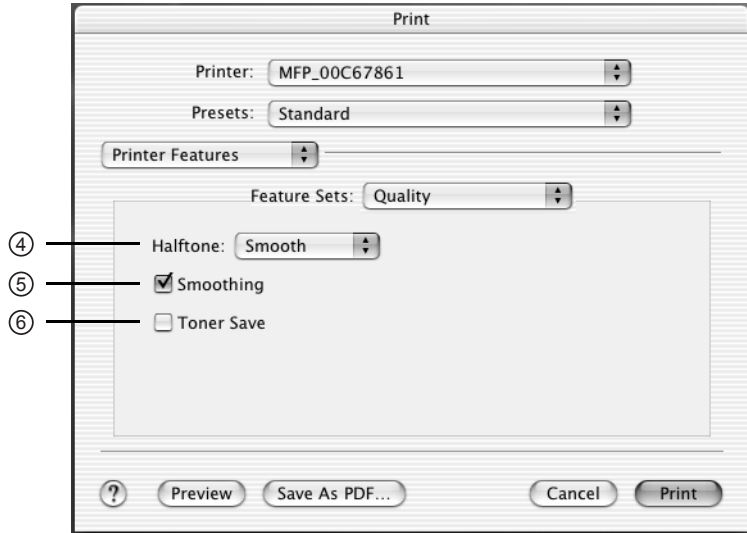 Print
Printer: MFP_00C67861
Presets: Standard
Printer Features
Feature Sets: Quality
④ Halftone: Smooth
⑤ Smoothing
⑥ Toner Save
? Preview Save As PDF... Cancel Print